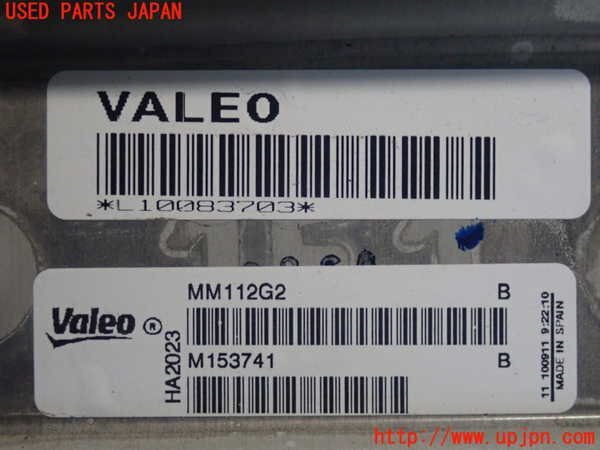 USED PARTS JAPAN
VALEO
*L10083703*
MM112G2 B
Valeo ®
HA2023
M153741 B
11 100911 9:22:10
MADE IN SPAIN
http://www.upjpn.com/